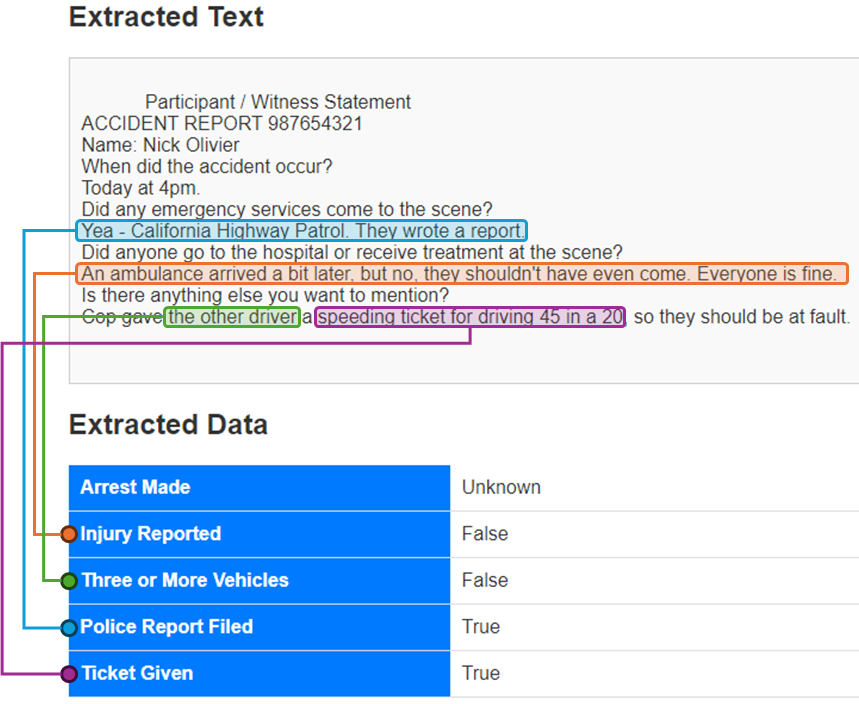 Extracted Text
Participant / Witness Statement
ACCIDENT REPORT 987654321
Name: Nick Olivier
When did the accident occur?
Today at 4pm.
Did any emergency services come to the scene?
Yea - California Highway Patrol. They wrote a report.
Did anyone go to the hospital or receive treatment at the scene?
An ambulance arrived a bit later, but no, they shouldn't have even come. Everyone is fine.
Is there anything else you want to mention?
Cop gave the other driver a speeding ticket for driving 45 in a 20, so they should be at fault.
Extracted Data
Arrest Made Unknown
Injury Reported False
Three or More Vehicles False
Police Report Filed True
Ticket Given True